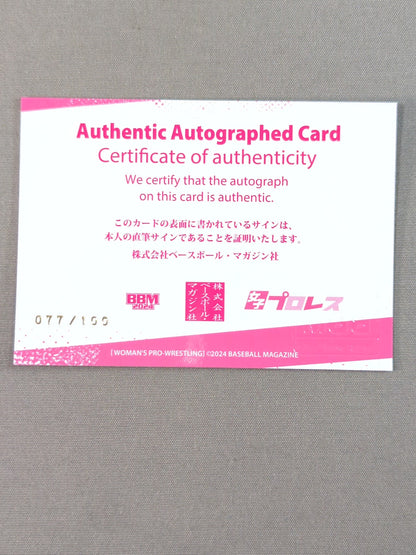 Authentic Autographed Card
Certificate of authenticity
We certify that the autograph
on this card is authentic.
このカードの表面に書かれているサインは、
本人の直筆サインであることを証明いたします。
株式会社ベースボール・マガジン社
BBM
2024
株式会社
ベースボール・
マガジン社
女子プロレス
077/100
[WOMAN'S PRO-WRESTLING] ©2024 BASEBALL MAGAZINE